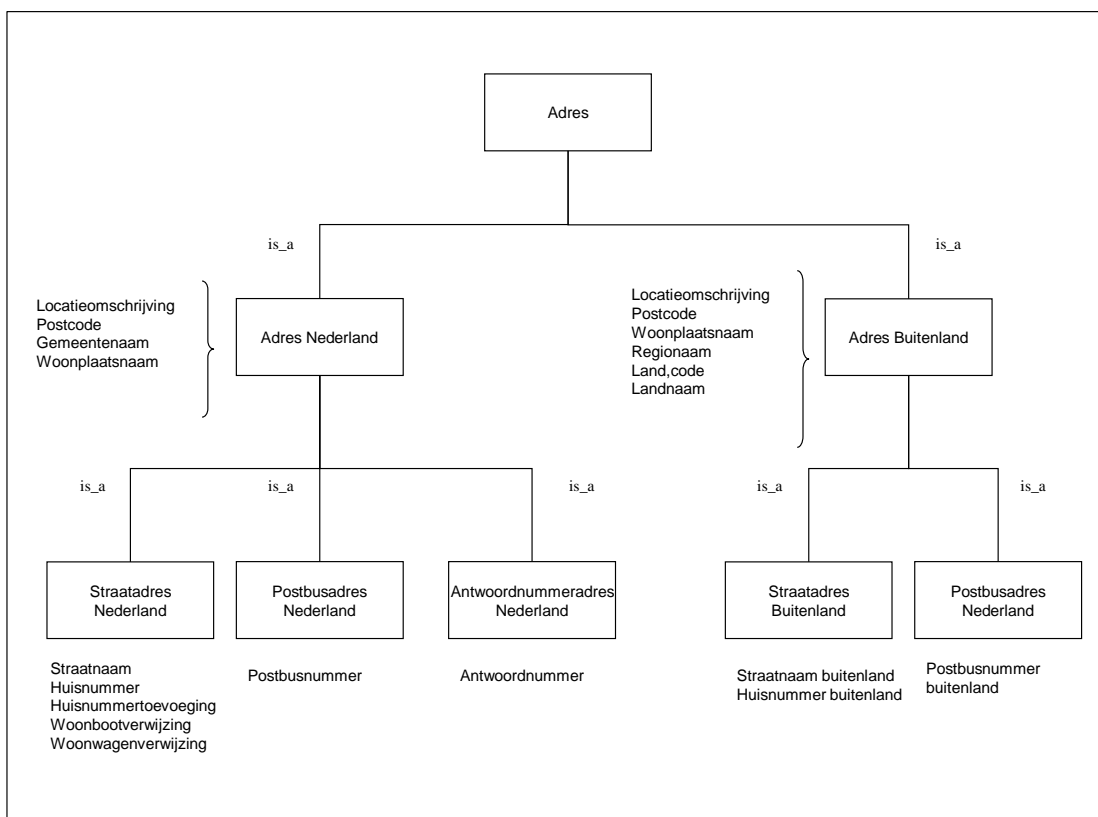 Adres
is_a
is_a
Locatieomschrijving
Postcode
Gemeentenaam
Woonplaatsnaam
Adres Nederland
Locatieomschrijving
Postcode
Woonplaatsnaam
Regionaam
Land,code
Landnaam
Adres Buitenland
is_a
is_a
is_a
is_a
is_a
Straatadres
Nederland
Postbusadres
Nederland
Antwoordnummeradres
Nederland
Straatadres
Buitenland
Postbusadres
Nederland
Straatnaam
Huisnummer
Huisnummertoevoeging
Woonbootverwijzing
Woonwagenverwijzing
Postbusnummer
Antwoordnummer
Straatnaam buitenland
Huisnummer buitenland
Postbusnummer
buitenland